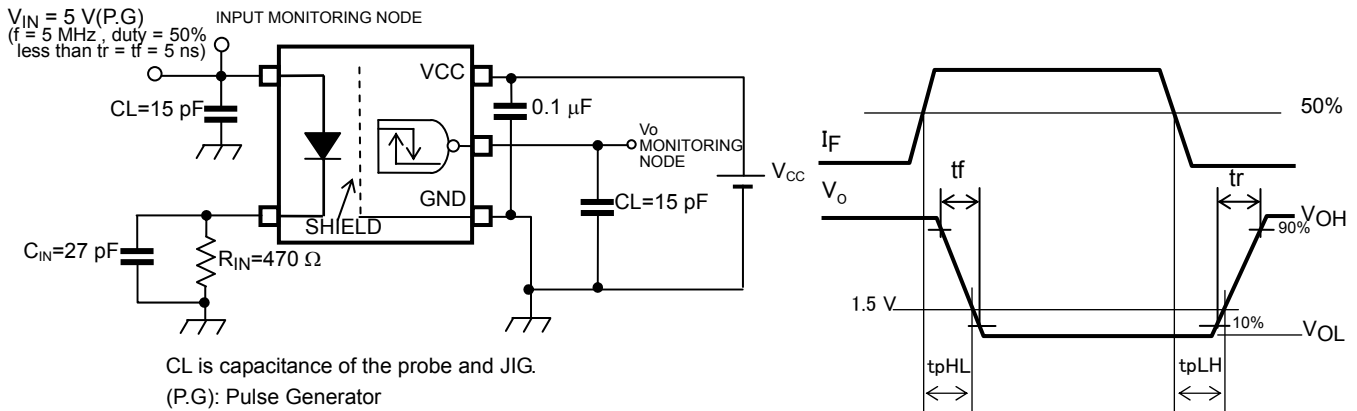 V_IN = 5 V(P.G)
(f = 5 MHz , duty = 50%
less than tr = tf = 5 ns)
INPUT MONITORING NODE
CL=15 pF
VCC
0.1 μF
Vo
MONITORING
NODE
V_CC
GND
CL=15 pF
SHIELD
C_IN=27 pF
R_IN=470 Ω
CL is capacitance of the probe and JIG.
(P.G): Pulse Generator
50%
I_F
tf
tr
V_O
VOH
90%
1.5 V
10%
VOL
tpHL
tpLH